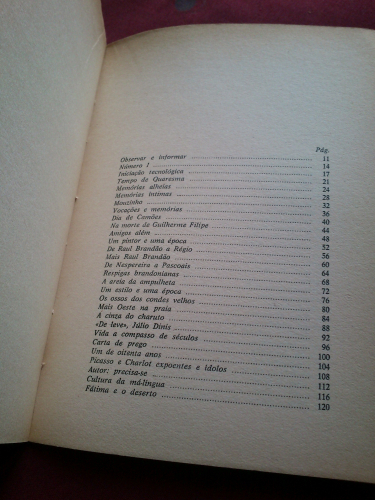 Pág.
Observar e informar 11
Número 1 14
Iniciação tecnológica 17
Tempo de Quaresma 21
Memórias alheias 24
Memórias íntimas 28
Mouzinho 32
Vocações e memórias 36
Dia de Camões 40
Na morte de Guilherme Filipe 44
Amigos além 48
Um pintor e uma época 52
De Raul Brandão a Régio 56
Mais Raul Brandão 60
De Nespereira a Pascoais 64
Respigas brandonianas 68
A areia da ampulheta 72
Um estilo e uma época 76
Os ossos dos condes velhos 80
Mais Oeste na praia 84
A cinza do charuto 88
«De leve», Júlio Dinis 92
Vida a compasso de séculos 96
Carta de prego 100
Um de oitenta anos 104
Picasso e Charlot expoentes e ídolos 108
Autor: precisa-se 112
Cultura da má-língua 116
Fátima e o deserto 120